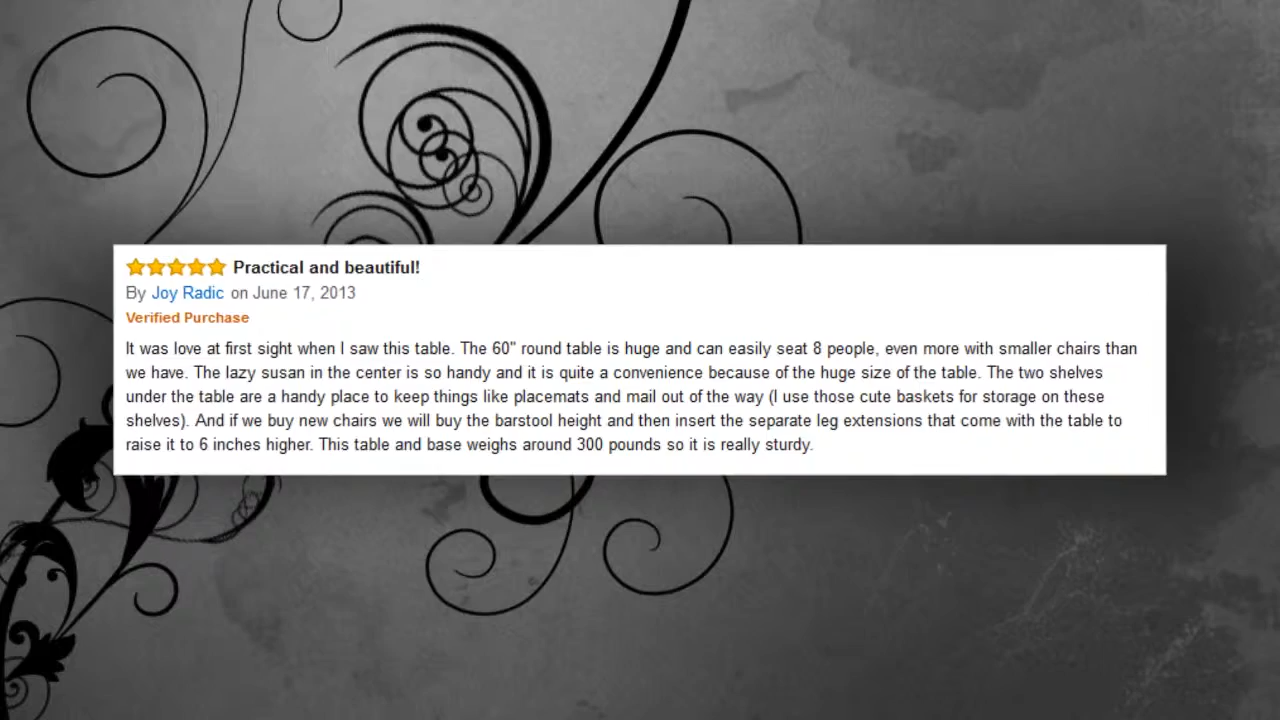 Practical and beautiful!
By Joy Radic on June 17, 2013
Verified Purchase
It was love at first sight when I saw this table. The 60" round table is huge and can easily seat 8 people, even more with smaller chairs than
we have. The lazy susan in the center is so handy and it is quite a convenience because of the huge size of the table. The two shelves
under the table are a handy place to keep things like placemats and mail out of the way (I use those cute baskets for storage on these
shelves). And if we buy new chairs we will buy the barstool height and then insert the separate leg extensions that come with the table to
raise it to 6 inches higher. This table and base weighs around 300 pounds so it is really sturdy.